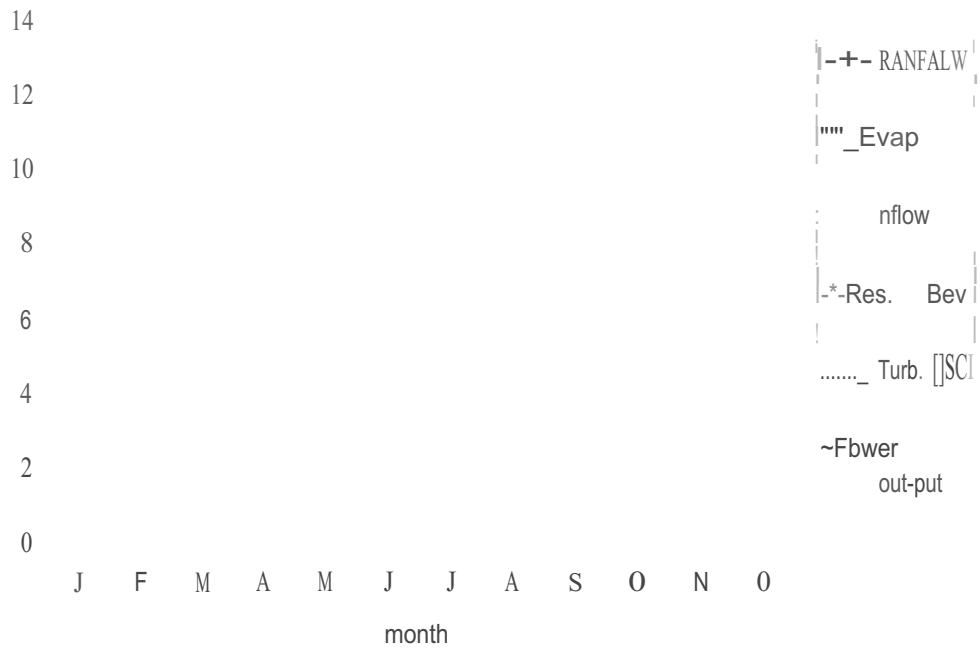 14
12
10
8
6
4
2
0
J F M A M J J A S O N 0
month
-+- RANFALW
""'_Evap
nflow
-*-Res. Bev
......._ Turb. []SCI
~Fbwer
out-put